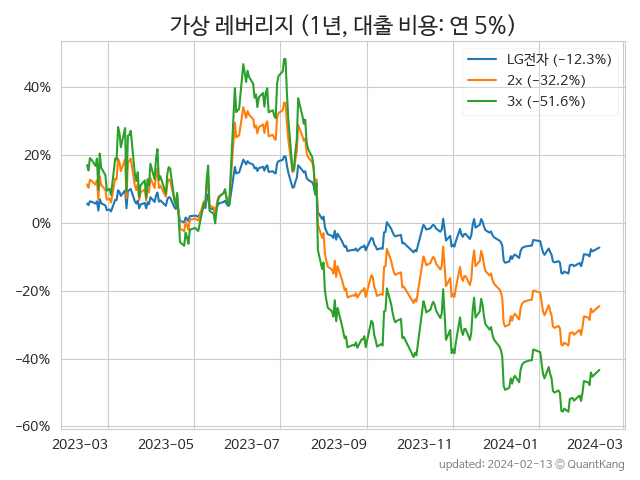 가상 레버리지 (1년, 대출 비용: 연 5%)
LG전자 (−12.3%)
2x (−32.2%)
3x (−51.6%)
40%
20%
0%
−20%
−40%
−60%
2023-03 2023-05 2023-07 2023-09 2023-11 2024-01 2024-03
updated: 2024-02-13 © QuantKang